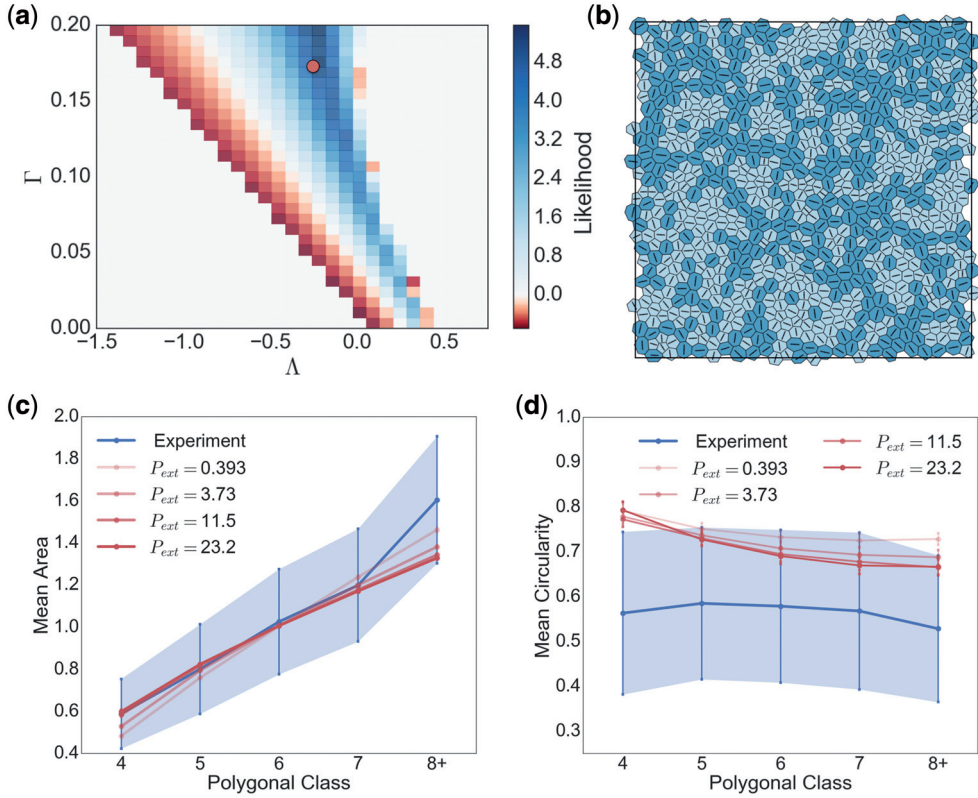 (a)
0.20
0.15
0.10
0.05
0.00
Γ
−1.5
−1.0
−0.5
0.0
0.5
Λ
4.8
4.0
3.2
2.4
1.6
0.8
0.0
Likelihood
(b)
(c)
2.0
1.8
1.6
1.4
1.2
1.0
0.8
0.6
0.4
Mean Area
Experiment
P_ext = 0.393
P_ext = 3.73
P_ext = 11.5
P_ext = 23.2
4 5 6 7 8+
Polygonal Class
(d)
1.0
0.9
0.8
0.7
0.6
0.5
0.4
0.3
Mean Circularity
Experiment
P_ext = 0.393
P_ext = 3.73
P_ext = 11.5
P_ext = 23.2
4 5 6 7 8+
Polygonal Class